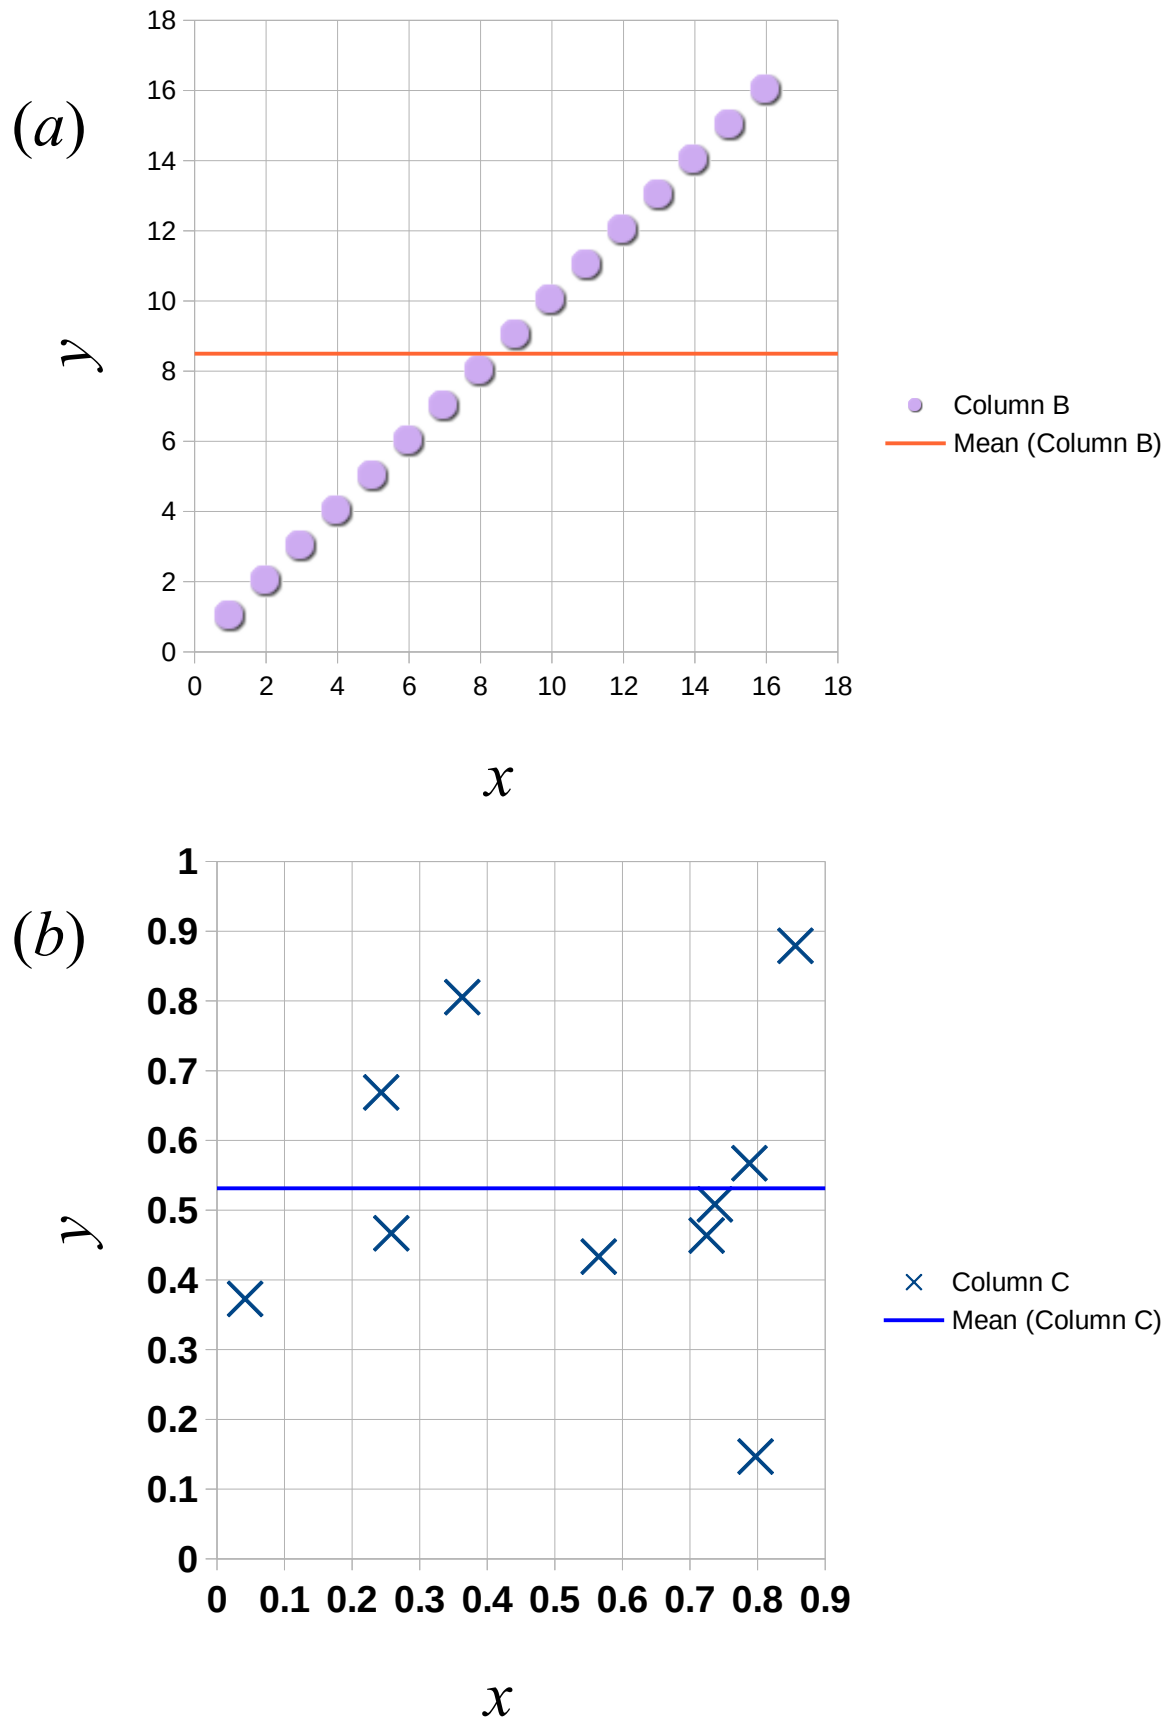 (a)
18
16
14
12
10
8
6
4
2
0
0 2 4 6 8 10 12 14 16 18
y
x
Column B
Mean (Column B)
(b)
1
0.9
0.8
0.7
0.6
0.5
0.4
0.3
0.2
0.1
0
0 0.1 0.2 0.3 0.4 0.5 0.6 0.7 0.8 0.9
y
x
Column C
Mean (Column C)